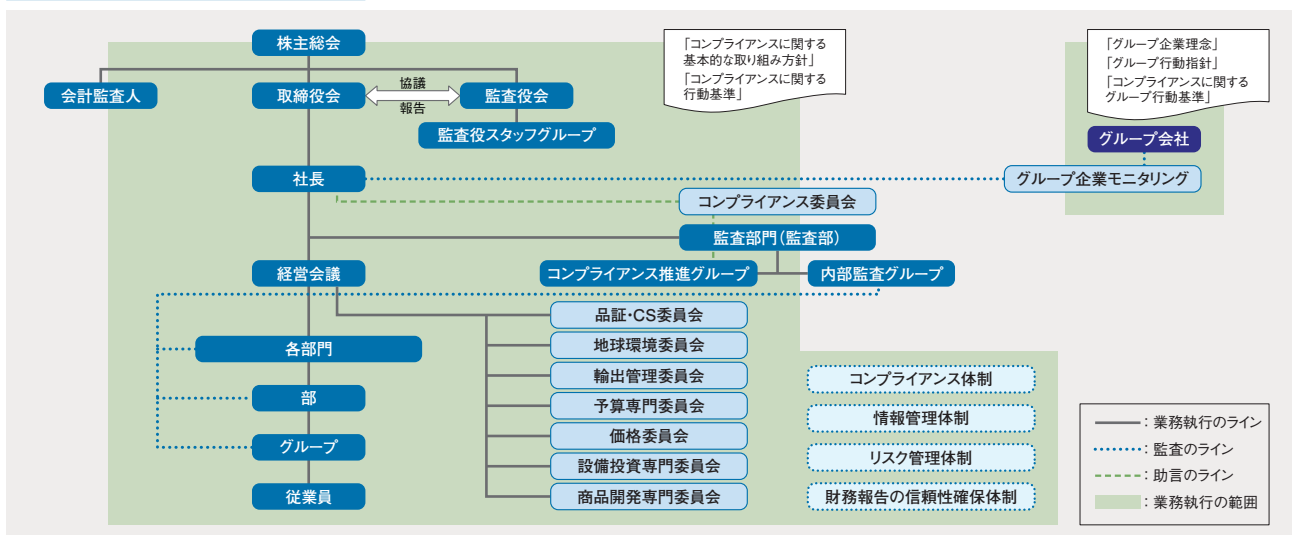 株主総会
会計監査人
取締役会
協議
報告
監査役会
監査役スタッフグループ
「コンプライアンスに関する
基本的な取り組み方針」
「コンプライアンスに関する
行動基準」
「グループ企業理念」
「グループ行動指針」
「コンプライアンスに関する
グループ行動基準」
グループ会社
社長
グループ企業モニタリング
コンプライアンス委員会
監査部門(監査部)
経営会議
コンプライアンス推進グループ
内部監査グループ
品証・CS委員会
地球環境委員会
輸出管理委員会
予算専門委員会
価格委員会
設備投資専門委員会
商品開発専門委員会
各部門
部
グループ
従業員
コンプライアンス体制
情報管理体制
リスク管理体制
財務報告の信頼性確保体制
:業務執行のライン
:監査のライン
:助言のライン
:業務執行の範囲